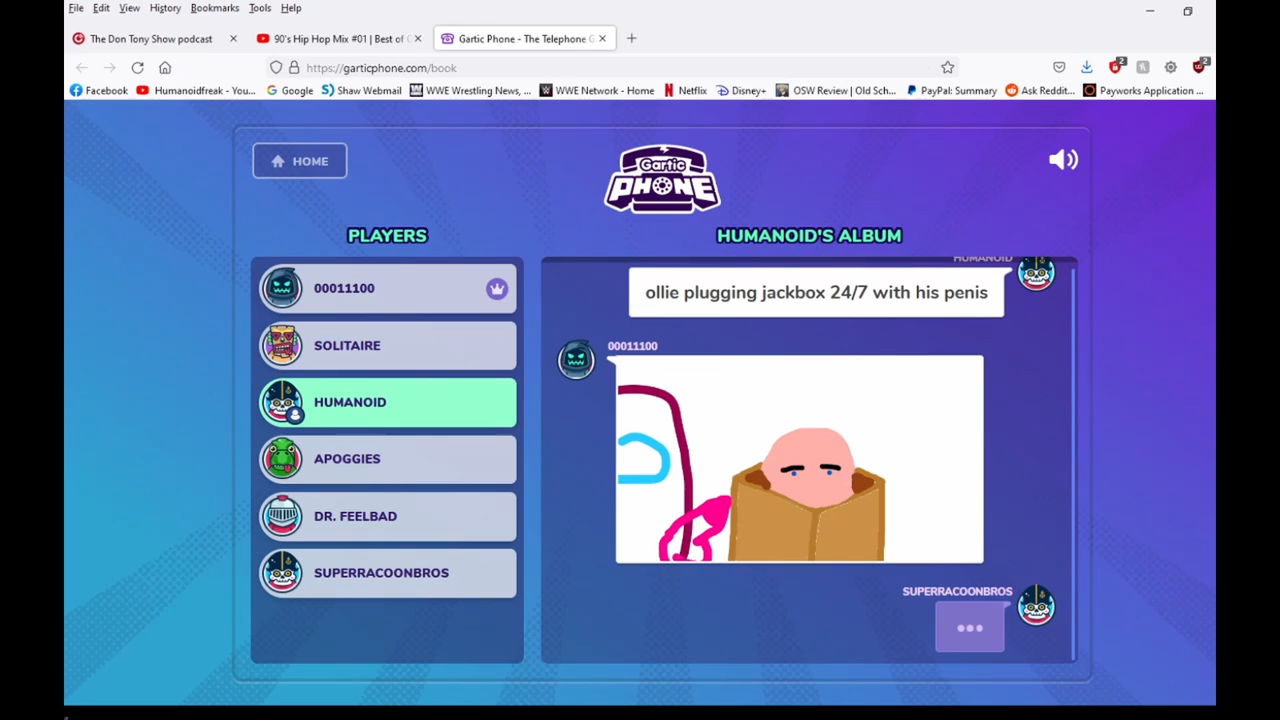 File Edit View History Bookmarks Tools Help
The Don Tony Show podcast
90's Hip Hop Mix #01 | Best of
Gartic Phone - The Telephone G
https://garticphone.com/book
2
2
Facebook
Humanoidfreak - You...
Google
Shaw Webmail
WWE Wrestling News, ...
WWE Network - Home
Netflix
Disney+
OSW Review | Old Sch...
PayPal: Summary
Ask Reddit...
Payworks Application ...
HOME
Gartic
PHONE
PLAYERS
HUMANOID'S ALBUM
00011100
SOLITAIRE
HUMANOID
APOGGIES
DR. FEELBAD
SUPERRACOONBROS
HUMANOID
ollie plugging jackbox 24/7 with his penis
00011100
SUPERRACOONBROS